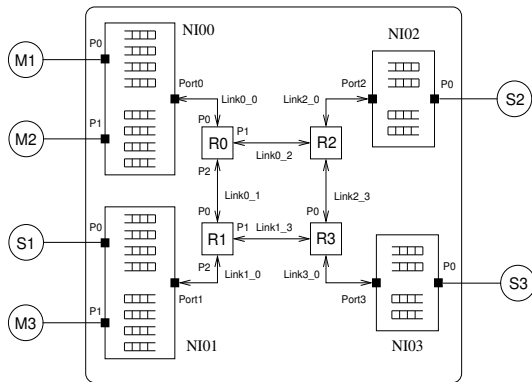 NI00
NI02
P0
M1
Port0
Port2
P0
Link0_0
Link2_0
S2
P1
M2
P0
P1
R0
R2
Link0_2
P2
Link0_1
Link2_3
P0
S1
P0
P1
P0
R1
R3
Link1_3
P2
Link1_0
Link3_0
P0
S3
P1
M3
Port1
Port3
NI01
NI03